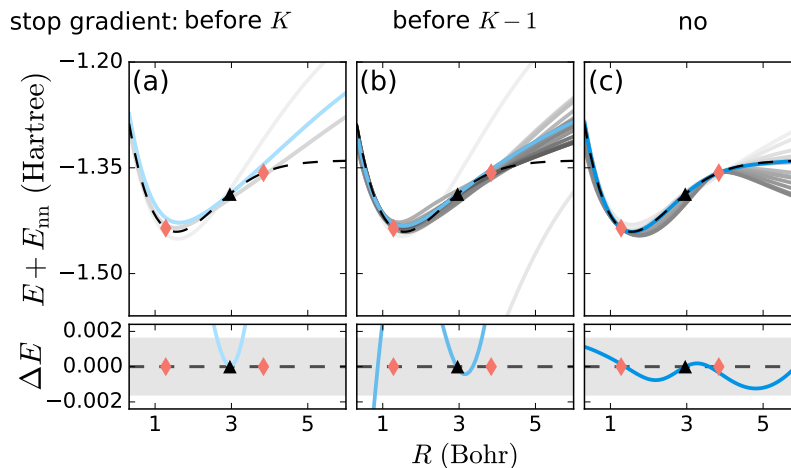 stop gradient: before K before K − 1 no
(a) (b) (c)
E + Enn (Hartree)
−1.20
−1.35
−1.50
ΔE
0.002
0.000
−0.002
1 3 5 1 3 5 1 3 5
R (Bohr)